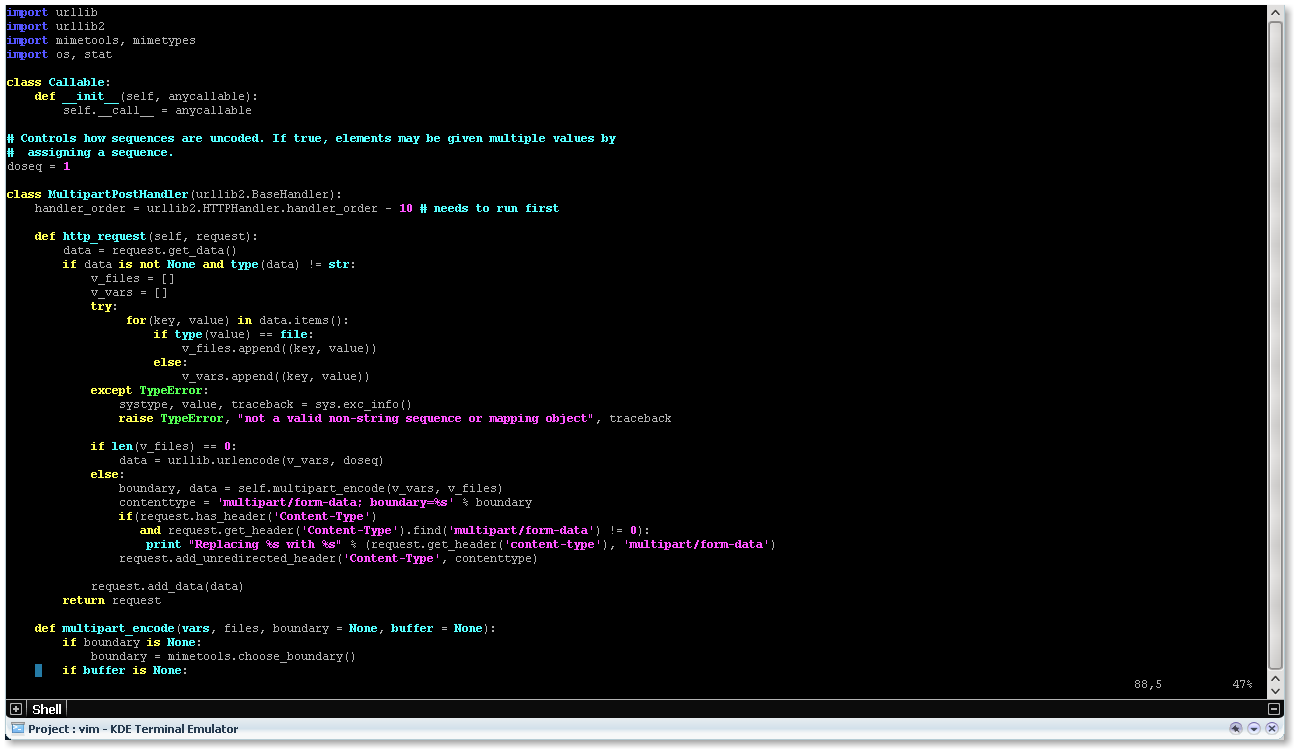 import urllib
import urllib2
import mimetools, mimetypes
import os, stat

class Callable:
    def __init__(self, anycallable):
        self.__call__ = anycallable

# Controls how sequences are uncoded. If true, elements may be given multiple values by
#  assigning a sequence.
doseq = 1

class MultipartPostHandler(urllib2.BaseHandler):
    handler_order = urllib2.HTTPHandler.handler_order - 10 # needs to run first

    def http_request(self, request):
        data = request.get_data()
        if data is not None and type(data) != str:
            v_files = []
            v_vars = []
            try:
                 for(key, value) in data.items():
                     if type(value) == file:
                         v_files.append((key, value))
                     else:
                         v_vars.append((key, value))
            except TypeError:
                systype, value, traceback = sys.exc_info()
                raise TypeError, "not a valid non-string sequence or mapping object", traceback

            if len(v_files) == 0:
                data = urllib.urlencode(v_vars, doseq)
            else:
                boundary, data = self.multipart_encode(v_vars, v_files)
                contenttype = 'multipart/form-data; boundary=%s' % boundary
                if(request.has_header('Content-Type')
                   and request.get_header('Content-Type').find('multipart/form-data') != 0):
                    print "Replacing %s with %s" % (request.get_header('content-type'), 'multipart/form-data')
                request.add_unredirected_header('Content-Type', contenttype)

            request.add_data(data)
        return request

    def multipart_encode(vars, files, boundary = None, buffer = None):
        if boundary is None:
            boundary = mimetools.choose_boundary()
        if buffer is None:
88,5 47%
Shell
Project : vim - KDE Terminal Emulator